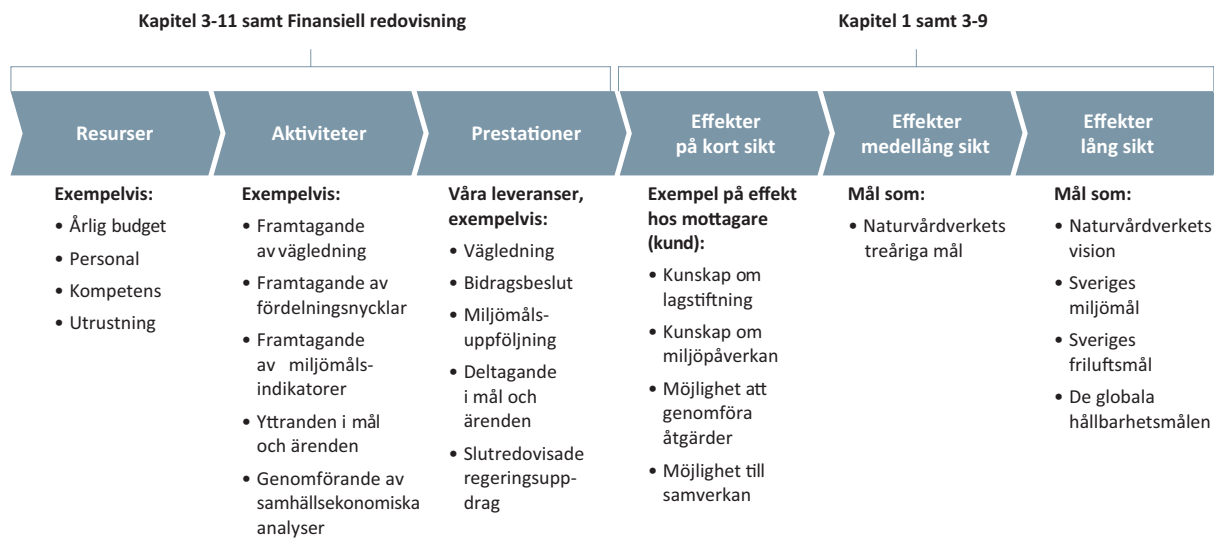 Kapitel 3-11 samt Finansiell redovisning
Kapitel 1 samt 3-9
Resurser
Aktiviteter
Prestationer
Effekter
på kort sikt
Effekter
medellång sikt
Effekter
lång sikt
Exempelvis:
• Årlig budget
• Personal
• Kompetens
• Utrustning
Exempelvis:
• Framtagande
av vägledning
• Framtagande av
fördelningsnycklar
• Framtagande
av miljömåls-
indikatorer
• Yttranden i mål
och ärenden
• Genomförande av
samhällsekonomiska
analyser
Våra leveranser,
exempelvis:
• Vägledning
• Bidragsbeslut
• Miljömåls-
uppföljning
• Deltagande
i mål och
ärenden
• Slutredovisade
regeringsupp-
drag
Exempel på effekt
hos mottagare
(kund):
• Kunskap om
lagstiftning
• Kunskap om
miljöpåverkan
• Möjlighet att
genomföra
åtgärder
• Möjlighet till
samverkan
Mål som:
• Naturvårdverkets
treåriga mål
Mål som:
• Naturvårdverkets
vision
• Sveriges
miljömål
• Sveriges
friluftsmål
• De globala
hållbarhetsmålen